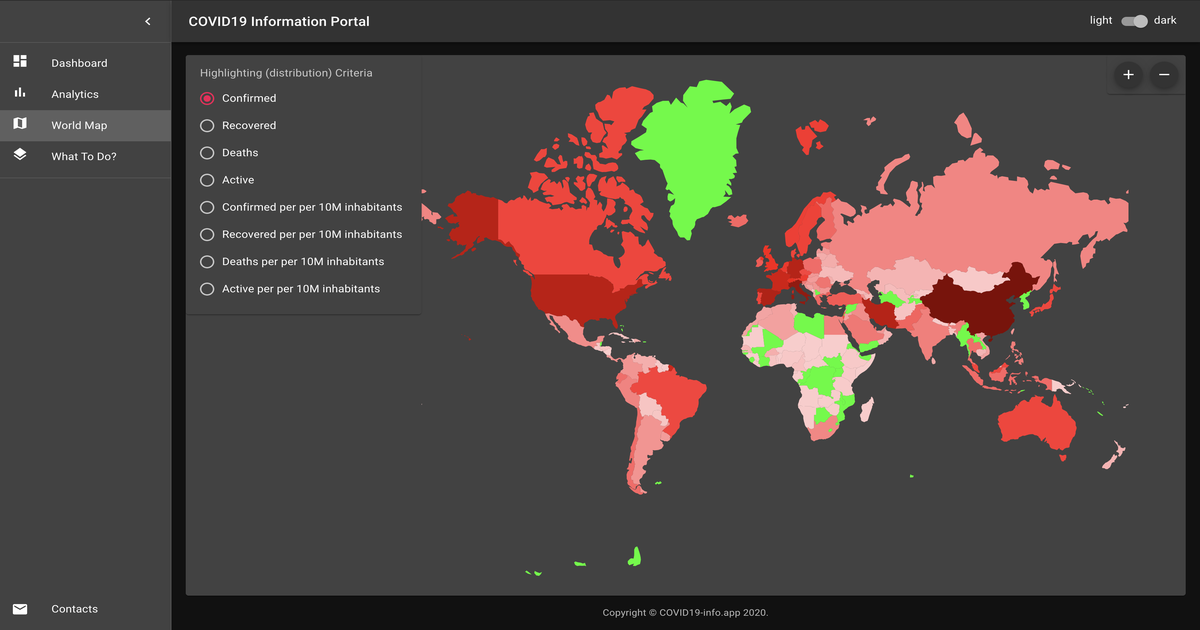 COVID19 Information Portal
light
dark
Dashboard
Analytics
World Map
What To Do?
Contacts
Highlighting (distribution) Criteria
Confirmed
Recovered
Deaths
Active
Confirmed per per 10M inhabitants
Recovered per per 10M inhabitants
Deaths per per 10M inhabitants
Active per per 10M inhabitants
Copyright © COVID19-info.app 2020.